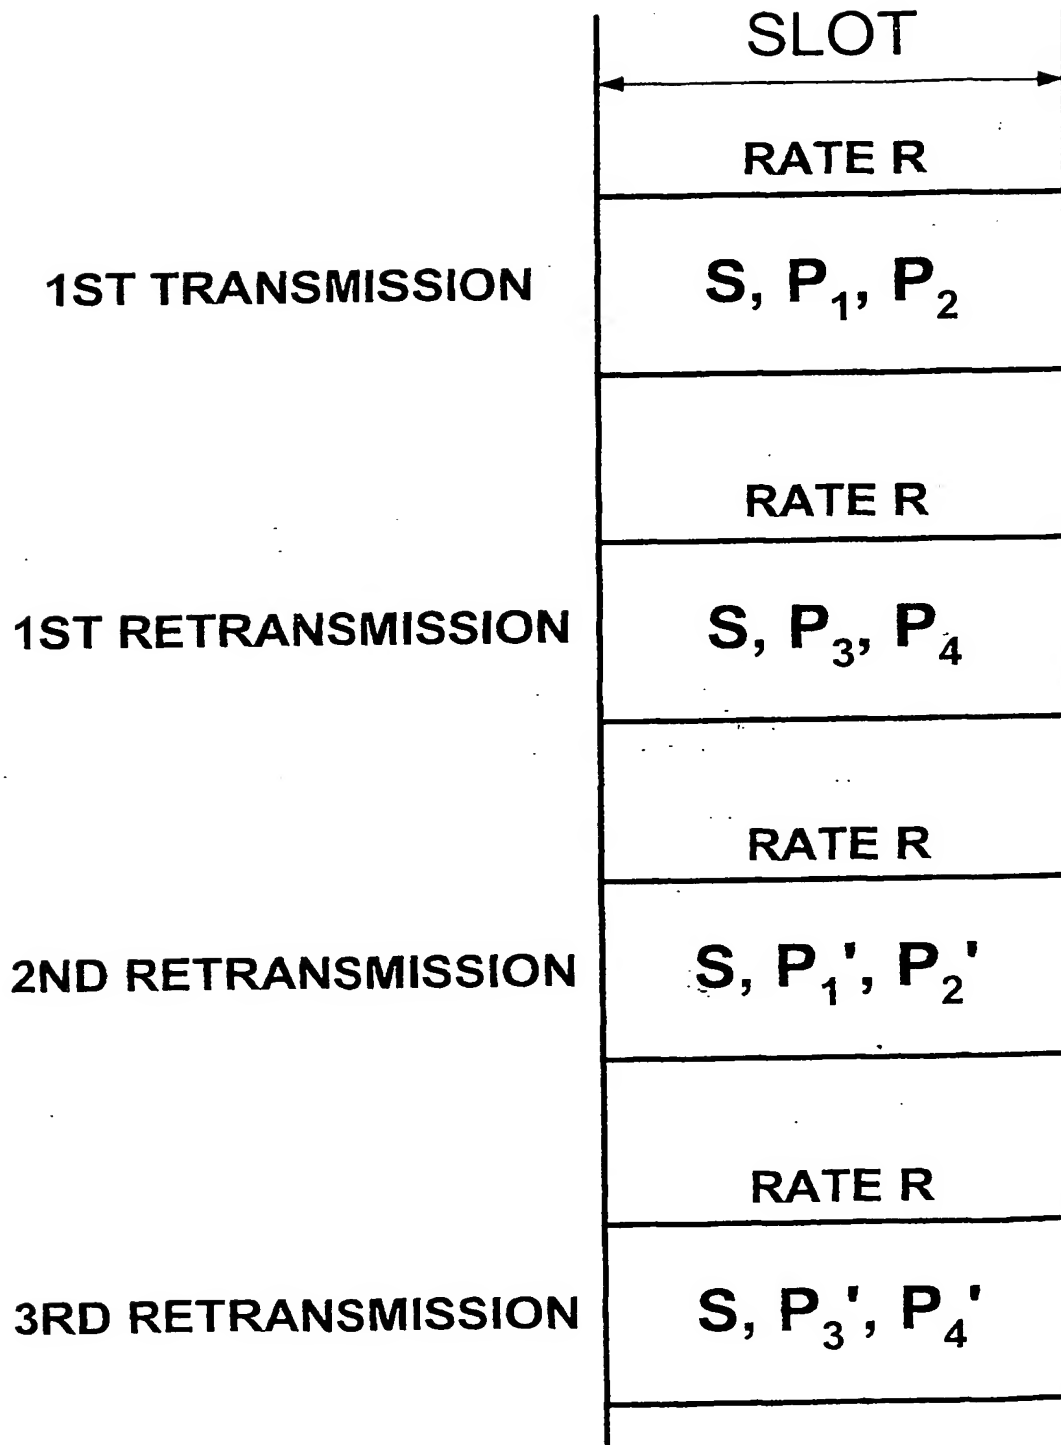 SLOT
RATE R
1ST TRANSMISSION
S, P₁, P₂
RATE R
1ST RETRANSMISSION
S, P₃, P₄
RATE R
2ND RETRANSMISSION
S, P₁', P₂'
RATE R
3RD RETRANSMISSION
S, P₃', P₄'